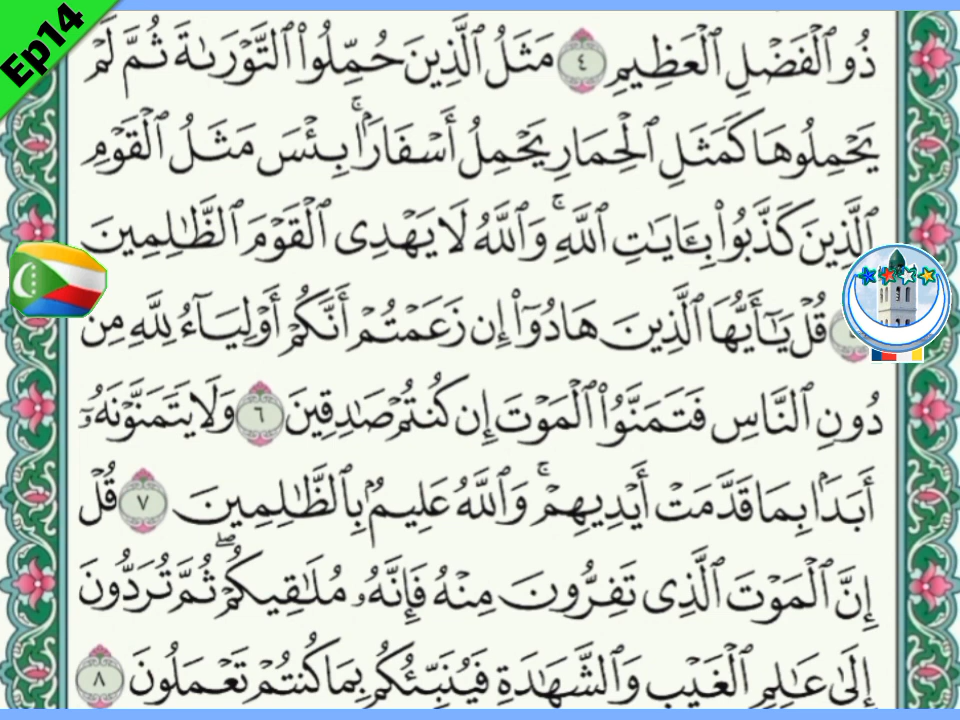 Ep14
ذُو ٱلْفَضْلِ ٱلْعَظِيمِ ٤ مَثَلُ ٱلَّذِينَ حُمِّلُوا۟ ٱلتَّوْرَىٰةَ ثُمَّ لَمْ
يَحْمِلُوهَا كَمَثَلِ ٱلْحِمَارِ يَحْمِلُ أَسْفَارًۢا ۚ بِئْسَ مَثَلُ ٱلْقَوْمِ
ٱلَّذِينَ كَذَّبُوا۟ بِـَٔايَـٰتِ ٱللَّهِ ۚ وَٱللَّهُ لَا يَهْدِى ٱلْقَوْمَ ٱلظَّـٰلِمِينَ
قُلْ يَـٰٓأَيُّهَا ٱلَّذِينَ هَادُوٓا۟ إِن زَعَمْتُمْ أَنَّكُمْ أَوْلِيَآءُ لِلَّهِ مِن
دُونِ ٱلنَّاسِ فَتَمَنَّوُا۟ ٱلْمَوْتَ إِن كُنتُمْ صَـٰدِقِينَ ٦ وَلَا يَتَمَنَّوْنَهُۥٓ
أَبَدًۢا بِمَا قَدَّمَتْ أَيْدِيهِمْ ۚ وَٱللَّهُ عَلِيمٌۢ بِٱلظَّـٰلِمِينَ ٧ قُلْ
إِنَّ ٱلْمَوْتَ ٱلَّذِى تَفِرُّونَ مِنْهُ فَإِنَّهُۥ مُلَـٰقِيكُمْ ۖ ثُمَّ تُرَدُّونَ
إِلَىٰ عَـٰلِمِ ٱلْغَيْبِ وَٱلشَّهَـٰدَةِ فَيُنَبِّئُكُم بِمَا كُنتُمْ تَعْمَلُونَ ٨